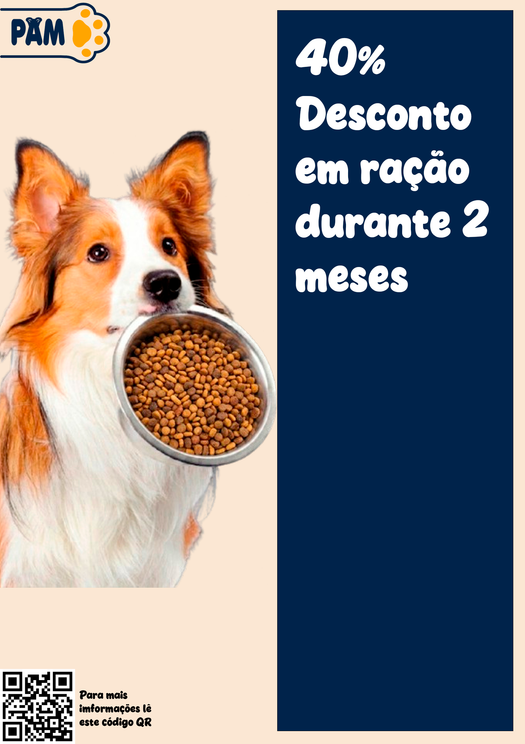 PAM
40%
Desconto
em ração
durante 2
meses
Para mais
imformações lê
este código QR